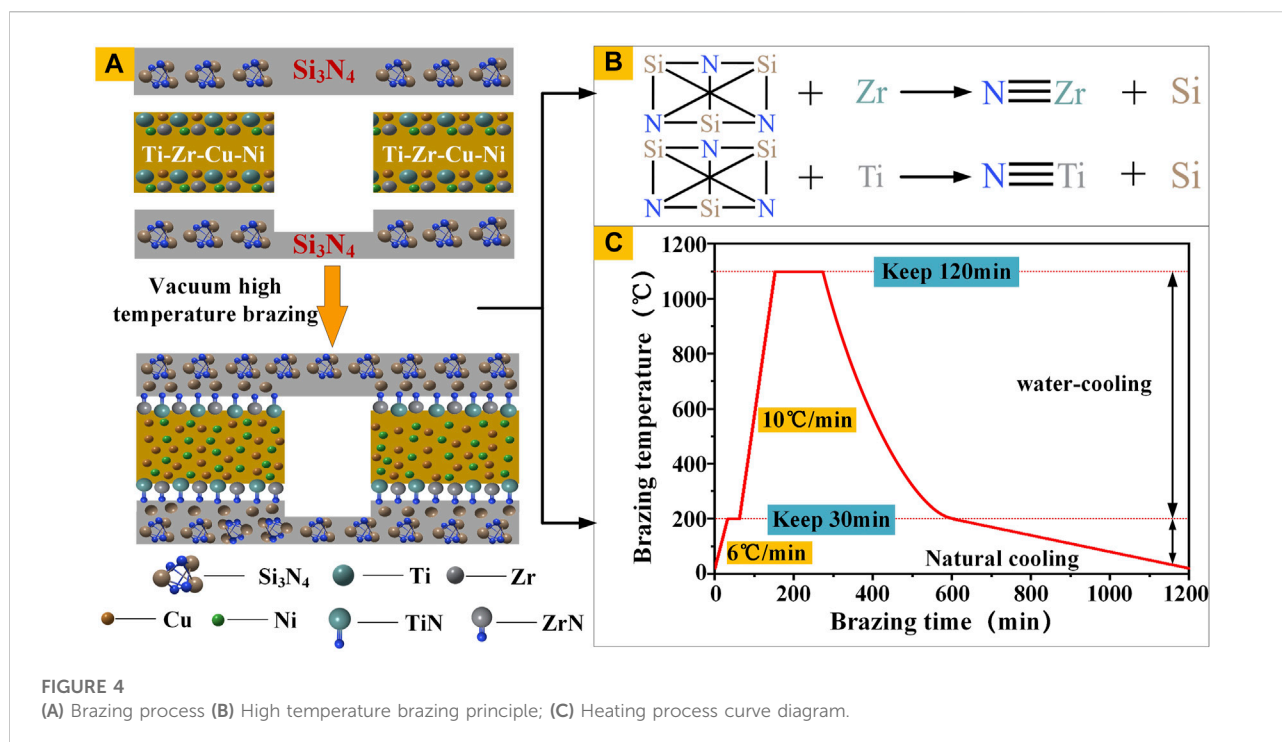 A
Si₃N₄
Ti-Zr-Cu-Ni
Ti-Zr-Cu-Ni
Si₃N₄
Vacuum high
temperature brazing
Si₃N₄
Ti
Zr
Cu
Ni
TiN
ZrN
B
Si N Si
N Si N
+ Zr N≡Zr + Si
Si N Si
N Si N
+ Ti N≡Ti + Si
C
Brazing temperature（℃）
1200
1000
800
600
400
200
0
Keep 120min
water-cooling
10℃/min
Keep 30min
6℃/min
Natural cooling
0 200 400 600 800 1000 1200
Brazing time（min）
FIGURE 4
(A) Brazing process (B) High temperature brazing principle; (C) Heating process curve diagram.